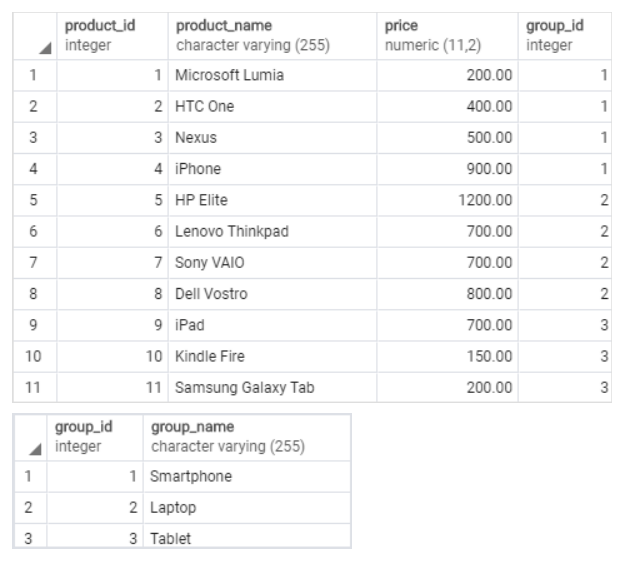 product_id product_name price group_id
integer character varying (255) numeric (11,2) integer
1 1 Microsoft Lumia 200.00 1
2 2 HTC One 400.00 1
3 3 Nexus 500.00 1
4 4 iPhone 900.00 1
5 5 HP Elite 1200.00 2
6 6 Lenovo Thinkpad 700.00 2
7 7 Sony VAIO 700.00 2
8 8 Dell Vostro 800.00 2
9 9 iPad 700.00 3
10 10 Kindle Fire 150.00 3
11 11 Samsung Galaxy Tab 200.00 3
group_id group_name
integer character varying (255)
1 1 Smartphone
2 2 Laptop
3 3 Tablet